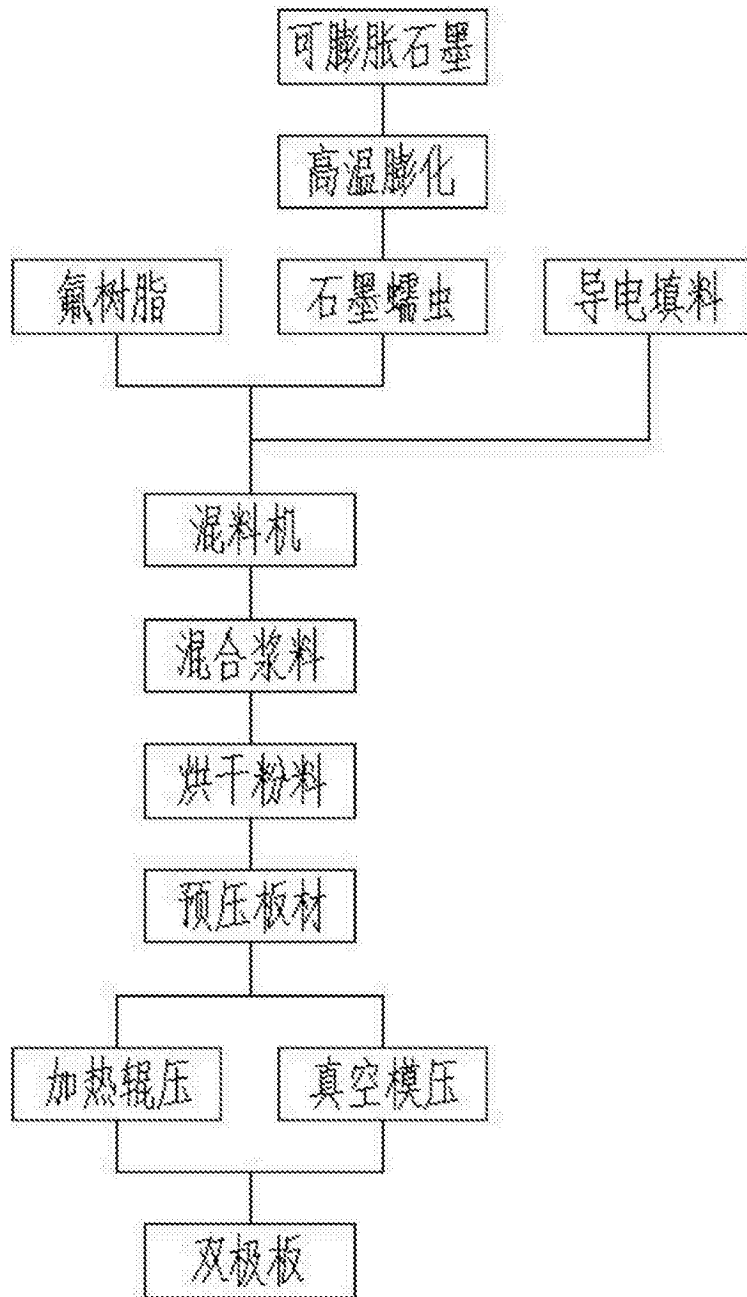 可膨胀石墨
高温膨化
氟树脂
石墨蠕虫
导电填料
混料机
混合浆料
烘干粉料
预压板材
加热辊压
真空模压
双极板